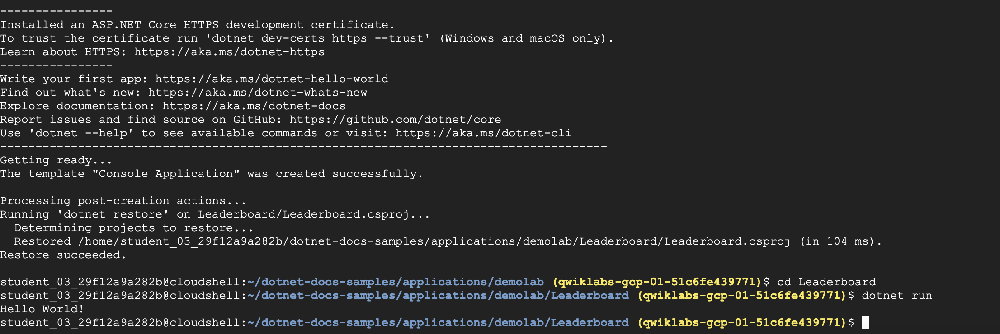 ----------------
Installed an ASP.NET Core HTTPS development certificate.
To trust the certificate run 'dotnet dev-certs https --trust' (Windows and macOS only).
Learn about HTTPS: https://aka.ms/dotnet-https
----------------
Write your first app: https://aka.ms/dotnet-hello-world
Find out what's new: https://aka.ms/dotnet-whats-new
Explore documentation: https://aka.ms/dotnet-docs
Report issues and find source on GitHub: https://github.com/dotnet/core
Use 'dotnet --help' to see available commands or visit: https://aka.ms/dotnet-cli
--------------------------------------------------------------------------------------
Getting ready...
The template "Console Application" was created successfully.

Processing post-creation actions...
Running 'dotnet restore' on Leaderboard/Leaderboard.csproj...
  Determining projects to restore...
  Restored /home/student_03_29f12a9a282b/dotnet-docs-samples/applications/demolab/Leaderboard/Leaderboard.csproj (in 104 ms).
Restore succeeded.

student_03_29f12a9a282b@cloudshell:~/dotnet-docs-samples/applications/demolab (qwiklabs-gcp-01-51c6fe439771)$ cd Leaderboard
student_03_29f12a9a282b@cloudshell:~/dotnet-docs-samples/applications/demolab/Leaderboard (qwiklabs-gcp-01-51c6fe439771)$ dotnet run
Hello World!
student_03_29f12a9a282b@cloudshell:~/dotnet-docs-samples/applications/demolab/Leaderboard (qwiklabs-gcp-01-51c6fe439771)$